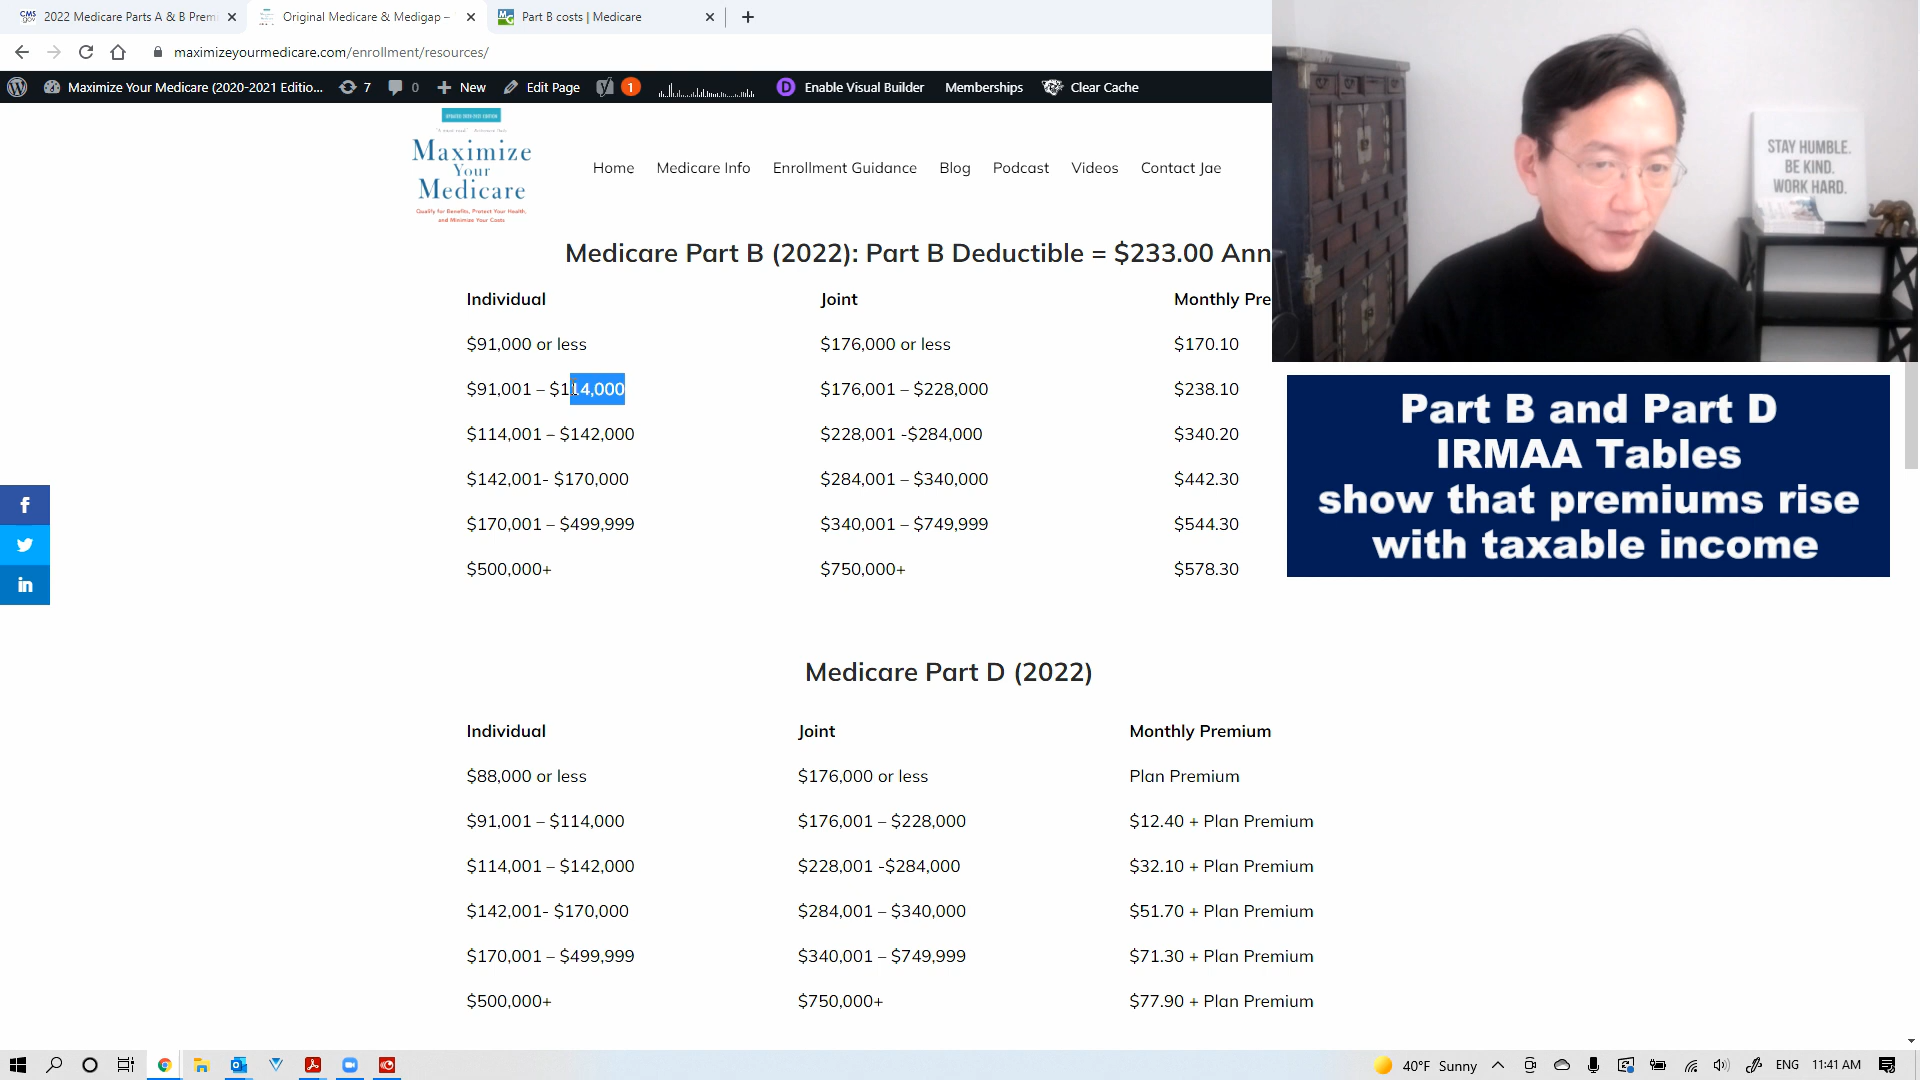 2022 Medicare Parts A & B Premi
Original Medicare & Medigap –
Part B costs | Medicare
maximizeyourmedicare.com/enrollment/resources/
Maximize Your Medicare (2020-2021 Editio...
7
0
New
Edit Page
1
Enable Visual Builder
Memberships
Clear Cache
Maximize
Your
Medicare
Qualify for Benefits, Protect Your Health,
and Minimize Your Costs
Home
Medicare Info
Enrollment Guidance
Blog
Podcast
Videos
Contact Jae
STAY HUMBLE.
BE KIND.
WORK HARD.
Medicare Part B (2022): Part B Deductible = $233.00 Ann
Individual Joint Monthly Pre
$91,000 or less $176,000 or less $170.10
$91,001 – $114,000 $176,001 – $228,000 $238.10
$114,001 – $142,000 $228,001 -$284,000 $340.20
$142,001- $170,000 $284,001 – $340,000 $442.30
$170,001 – $499,999 $340,001 – $749,999 $544.30
$500,000+ $750,000+ $578.30
Part B and Part D
IRMAA Tables
show that premiums rise
with taxable income
Medicare Part D (2022)
Individual Joint Monthly Premium
$88,000 or less $176,000 or less Plan Premium
$91,001 – $114,000 $176,001 – $228,000 $12.40 + Plan Premium
$114,001 – $142,000 $228,001 -$284,000 $32.10 + Plan Premium
$142,001- $170,000 $284,001 – $340,000 $51.70 + Plan Premium
$170,001 – $499,999 $340,001 – $749,999 $71.30 + Plan Premium
$500,000+ $750,000+ $77.90 + Plan Premium
40°F Sunny
ENG
11:41 AM